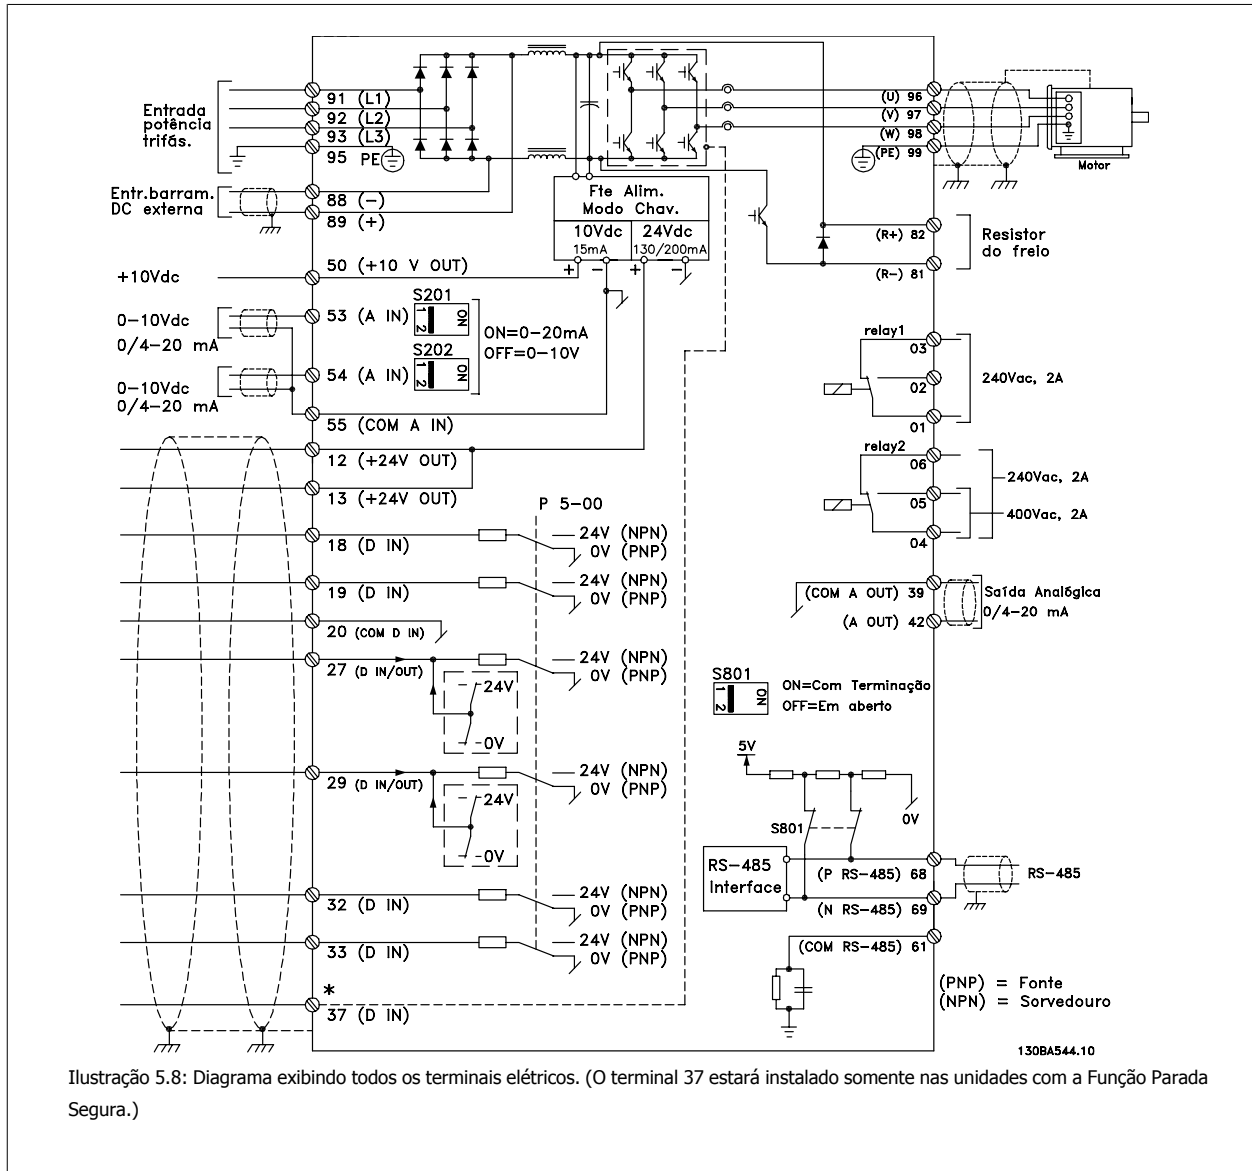 Entrada
potência
trifás.
91 (L1)
92 (L2)
93 (L3)
95 PE
Entr.barram.
DC externa
88 (-)
89 (+)
+10Vdc
50 (+10 V OUT)
Fte Alim.
Modo Chav.
10Vdc
15mA
24Vdc
130/200mA
+ - + -
(U) 96
(V) 97
(W) 98
(PE) 99
Motor
(R+) 82
(R-) 81
Resistor
do freio
0-10Vdc
0/4-20 mA
53 (A IN)
S201
1 2
ON
0-10Vdc
0/4-20 mA
54 (A IN)
S202
1 2
ON
ON=0-20mA
OFF=0-10V
55 (COM A IN)
12 (+24V OUT)
13 (+24V OUT)
relay1
03
02
01
240Vac, 2A
relay2
06
05
04
240Vac, 2A
400Vac, 2A
P 5-00
18 (D IN)
24V (NPN)
0V (PNP)
19 (D IN)
24V (NPN)
0V (PNP)
20 (COM D IN)
27 (D IN/OUT)
24V (NPN)
0V (PNP)
24V
0V
29 (D IN/OUT)
24V (NPN)
0V (PNP)
24V
0V
32 (D IN)
24V (NPN)
0V (PNP)
33 (D IN)
24V (NPN)
0V (PNP)
*
37 (D IN)
(COM A OUT) 39
(A OUT) 42
Saída Analógica
0/4-20 mA
S801
1 2
ON
ON=Com Terminação
OFF=Em aberto
5V
0V
S801
RS-485
Interface
(P RS-485) 68
(N RS-485) 69
(COM RS-485) 61
RS-485
(PNP) = Fonte
(NPN) = Sorvedouro
130BA544.10
Ilustração 5.8: Diagrama exibindo todos os terminais elétricos. (O terminal 37 estará instalado somente nas unidades com a Função Parada
Segura.)